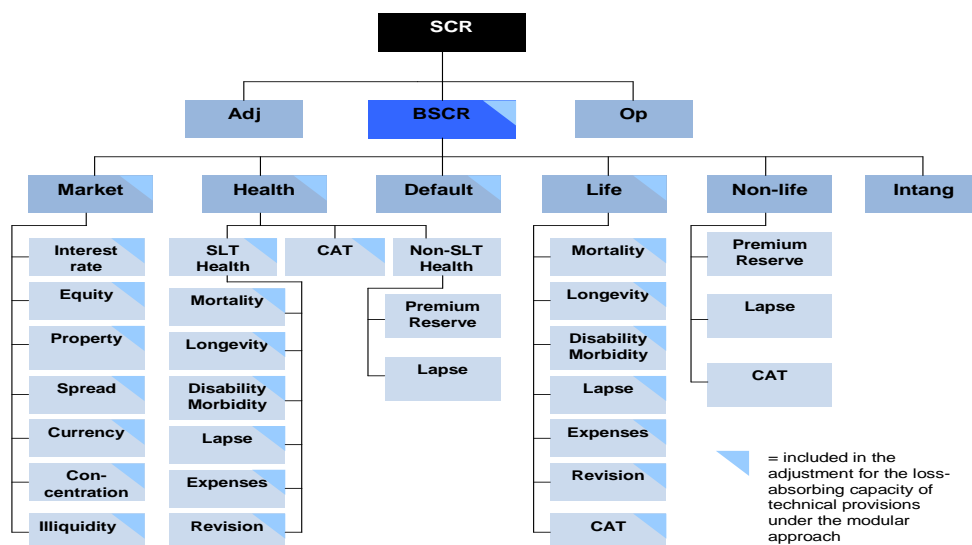 SCR
Adj
BSCR
Op
Market
Health
Default
Life
Non-life
Intang
Interest
rate
Equity
Property
Spread
Currency
Con-
centration
Illiquidity
SLT
Health
CAT
Non-SLT
Health
Mortality
Longevity
Disability
Morbidity
Lapse
Expenses
Revision
Premium
Reserve
Lapse
Mortality
Longevity
Disability
Morbidity
Lapse
Expenses
Revision
CAT
Premium
Reserve
Lapse
CAT
= included in the
adjustment for the loss-
absorbing capacity of
technical provisions
under the modular
approach